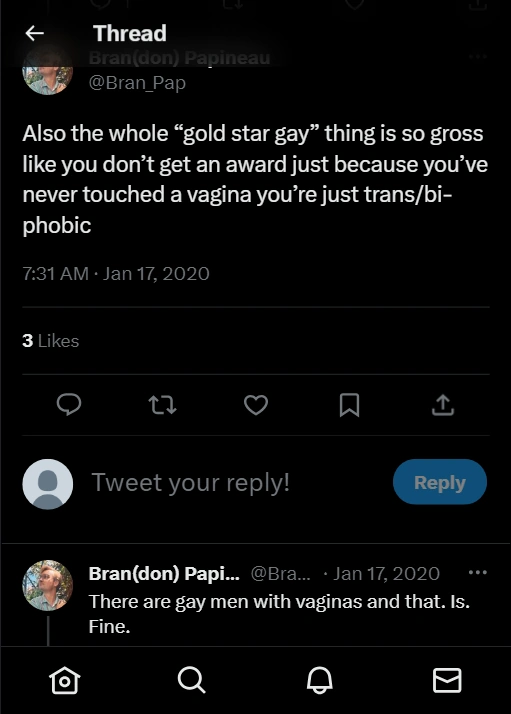 Thread
Bran(don) Papineau
@Bran_Pap
Also the whole “gold star gay” thing is so gross
like you don’t get an award just because you’ve
never touched a vagina you’re just trans/bi-
phobic
7:31 AM · Jan 17, 2020
3 Likes
Tweet your reply!
Reply
Bran(don) Papi... @Bra... · Jan 17, 2020
There are gay men with vaginas and that. Is.
Fine.